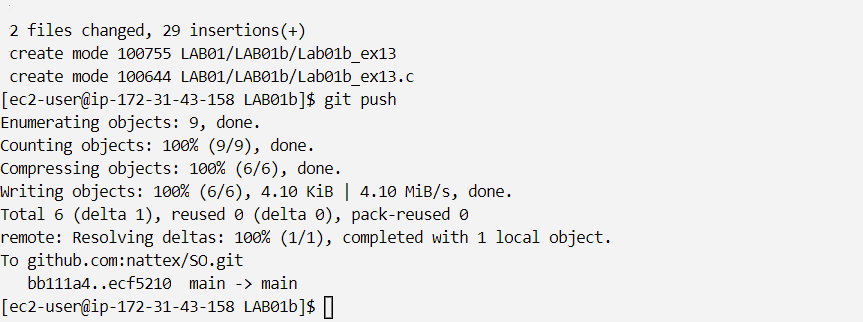 2 files changed, 29 insertions(+)
create mode 100755 LAB01/LAB01b/Lab01b_ex13
create mode 100644 LAB01/LAB01b/Lab01b_ex13.c
[ec2-user@ip-172-31-43-158 LAB01b]$ git push
Enumerating objects: 9, done.
Counting objects: 100% (9/9), done.
Compressing objects: 100% (6/6), done.
Writing objects: 100% (6/6), 4.10 KiB | 4.10 MiB/s, done.
Total 6 (delta 1), reused 0 (delta 0), pack-reused 0
remote: Resolving deltas: 100% (1/1), completed with 1 local object.
To github.com:nattex/SO.git
bb111a4..ecf5210  main -> main
[ec2-user@ip-172-31-43-158 LAB01b]$